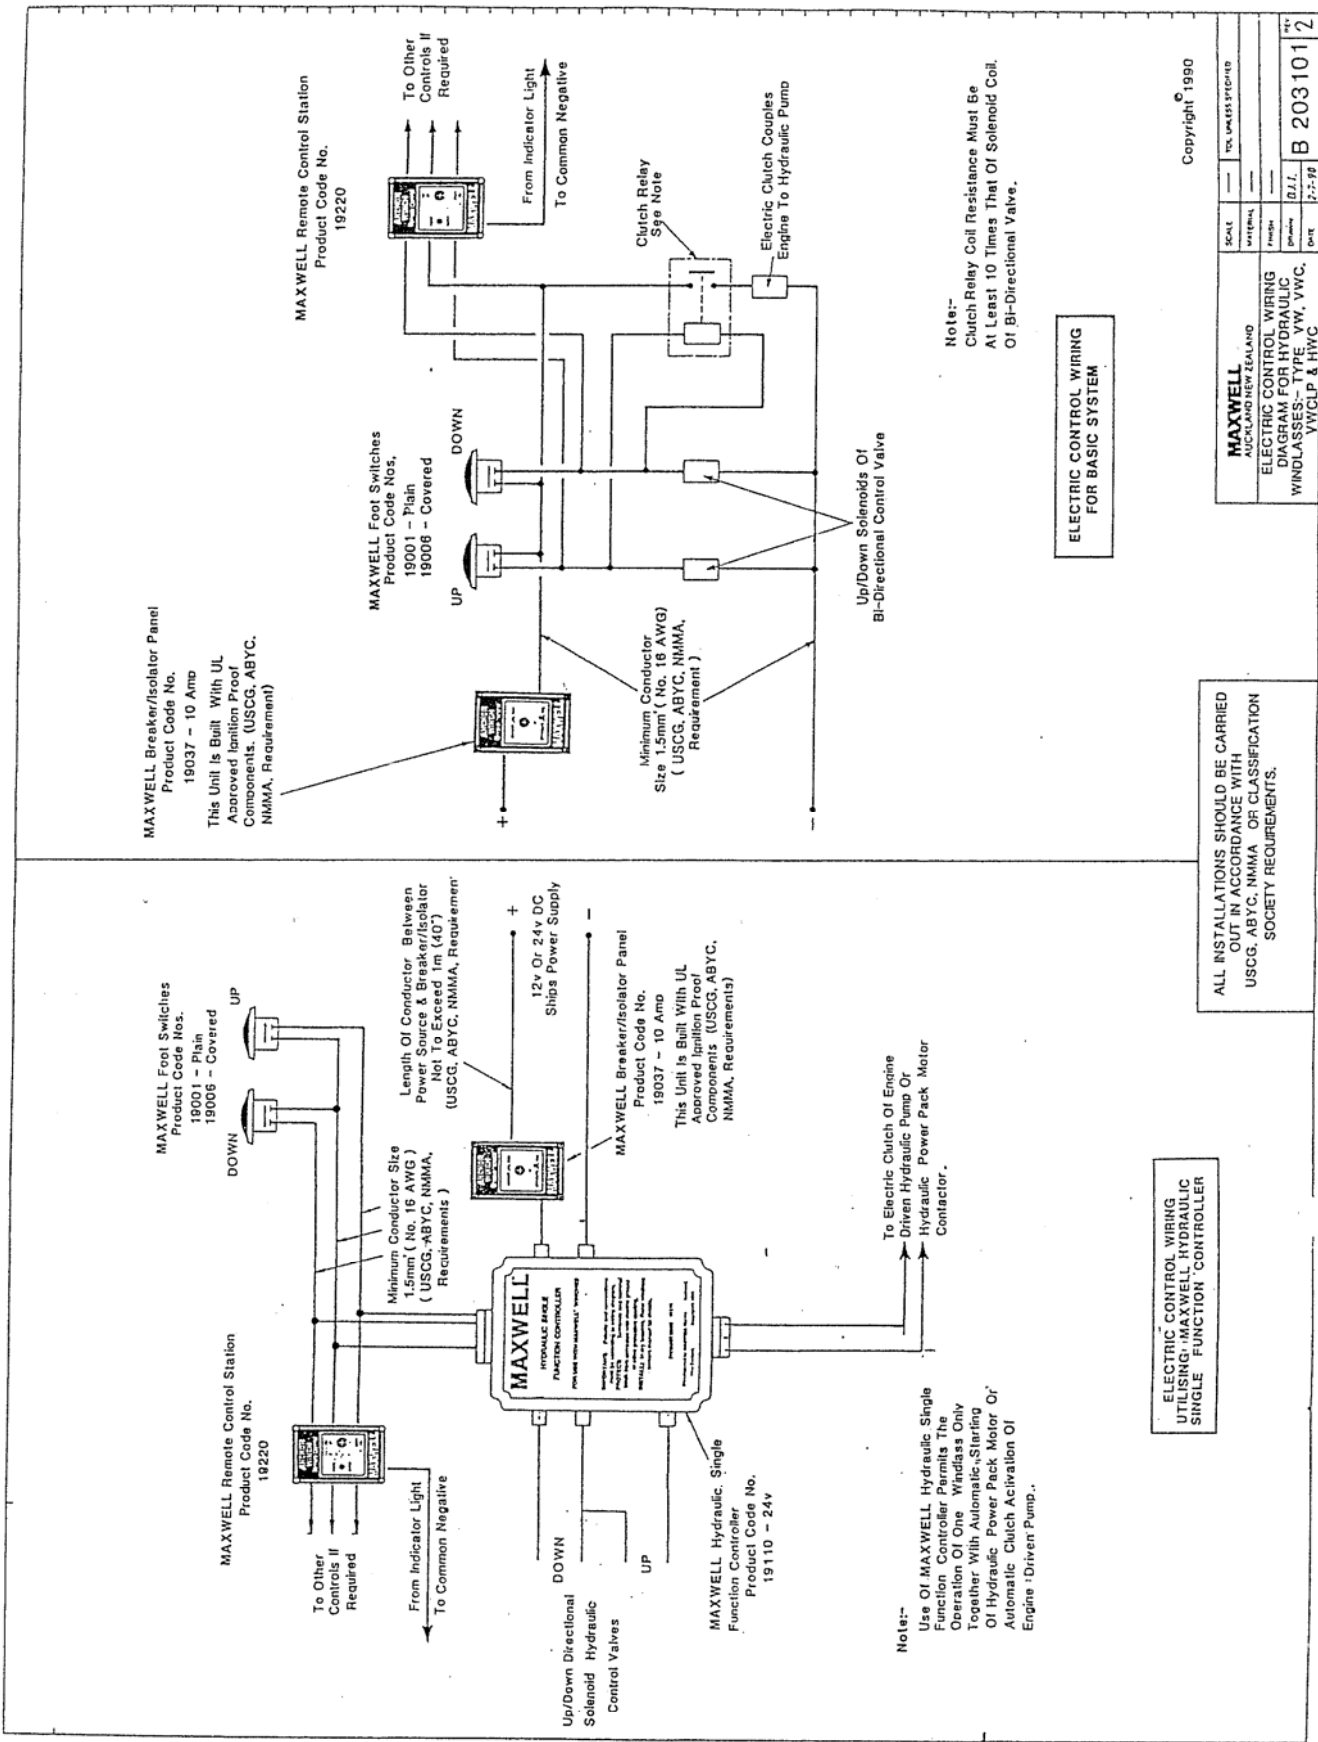 MAXWELL Remote Control Station
Product Code No.
19220
To Other
Controls If
Required
From Indicator Light
To Common Negative
MAXWELL Foot Switches
Product Code Nos.
19001 - Plain
19006 - Covered
DOWN
UP
Minimum Conductor Size
1.5mm² ( No. 16 AWG )
( USCG, ABYC, NMMA,
Requirements )
Length Of Conductor Between
Power Source & Breaker/Isolator
Not To Exceed 1m (40")
(USCG, ABYC, NMMA, Requirement
+
12v Or 24v DC
Ships Power Supply
-
MAXWELL Breaker/Isolator Panel
Product Code No.
19037 - 10 Amp
This Unit Is Built With UL
Approved Ignition Proof
Components (USCG, ABYC,
NMMA, Requirements)
MAXWELL
HYDRAULIC SINGLE
FUNCTION CONTROLLER
FOR USE WITH MAXWELL WINCHES
DOWN
UP
Up/Down Directional
Solenoid Hydraulic
Control Valves
MAXWELL Hydraulic Single
Function Controller
Product Code No.
19110 - 24v
To Electric Clutch Of Engine
Driven Hydraulic Pump Or
Hydraulic Power Pack Motor
Contactor.
Note:-
Use Of MAXWELL Hydraulic Single
Function Controller Permits The
Operation Of One Windlass Only
Together With Automatic Starting
Of Hydraulic Power Pack Motor Or
Automatic Clutch Activation Of
Engine Driven Pump.
ELECTRIC CONTROL WIRING
UTILISING MAXWELL HYDRAULIC
SINGLE FUNCTION CONTROLLER
MAXWELL Breaker/Isolator Panel
Product Code No.
19037 - 10 Amp
This Unit Is Built With UL
Approved Ignition Proof
Components. (USCG, ABYC,
NMMA, Requirement)
MAXWELL Foot Switches
Product Code Nos.
19001 - Plain
19006 - Covered
UP
DOWN
MAXWELL Remote Control Station
Product Code No.
19220
To Other
Controls If
Required
From Indicator Light
To Common Negative
+
-
Minimum Conductor
Size 1.5mm² ( No. 16 AWG)
( USCG, ABYC, NMMA,
Requirement )
Clutch Relay
See Note
Electric Clutch Couples
Engine To Hydraulic Pump
Up/Down Solenoids Of
Bi-Directional Control Valve
Note:-
Clutch Relay Coil Resistance Must Be
At Least 10 Times That Of Solenoid Coil.
Of Bi-Directional Valve.
ELECTRIC CONTROL WIRING
FOR BASIC SYSTEM
ALL INSTALLATIONS SHOULD BE CARRIED
OUT IN ACCORDANCE WITH
USCG, ABYC, NMMA OR CLASSIFICATION
SOCIETY REQUIREMENTS.
Copyright © 1990
MAXWELL
AUCKLAND NEW ZEALAND
ELECTRIC CONTROL WIRING
DIAGRAM FOR HYDRAULIC
WINDLASSES:- TYPE VW, VWC,
VWCLP & HWC
SCALE
TOL UNLESS SPECIFIED
MATERIAL
FINISH
DRAWN
DATE 2-7-90
B 203101
REV
2